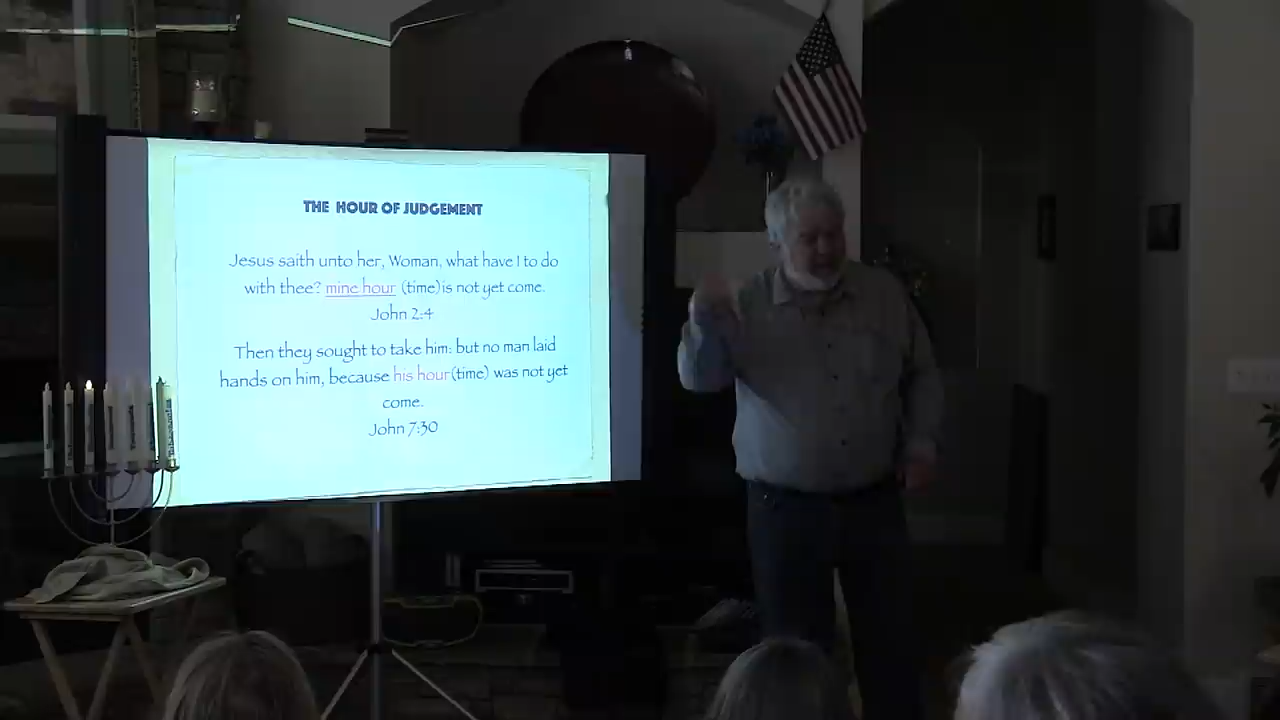 THE HOUR OF JUDGEMENT
Jesus saith unto her, Woman, what have I to do
with thee? mine hour (time)is not yet come.
John 2:4
Then they sought to take him: but no man laid
hands on him, because his hour(time) was not yet
come.
John 7:30